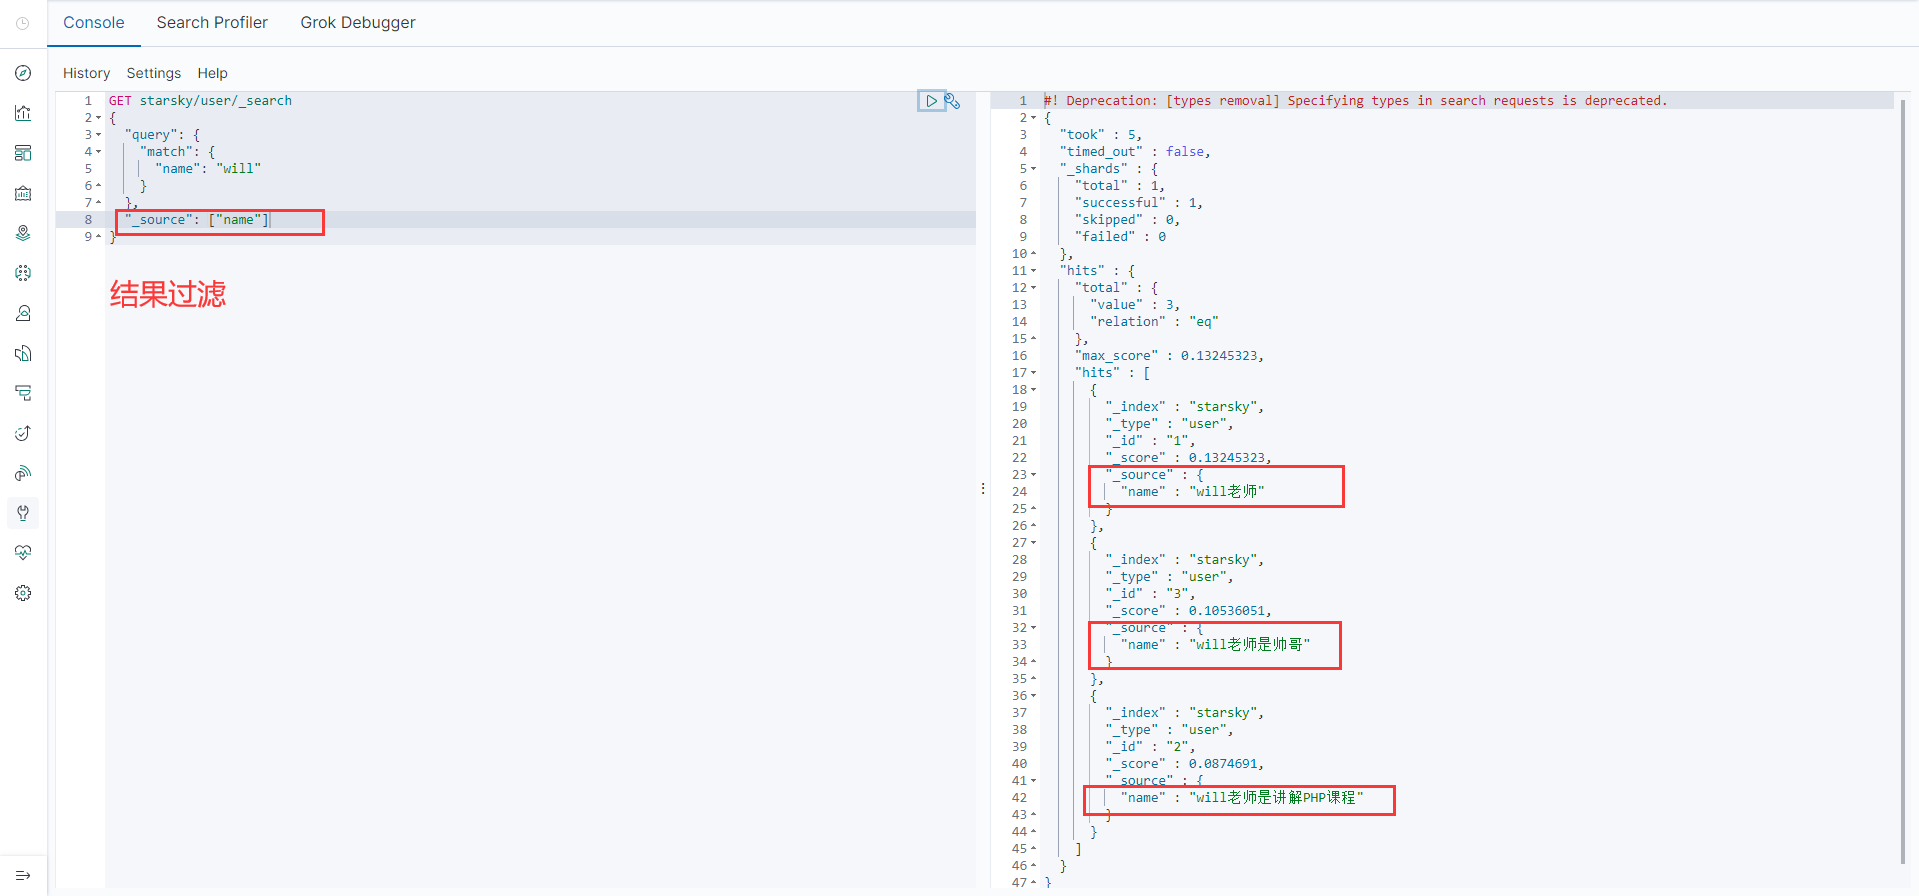 Console Search Profiler Grok Debugger
History Settings Help
1 GET starsky/user/_search
2 {
3 "query": {
4 "match": {
5 "name": "will"
6 }
7 },
8 "_source": ["name"]
9 }
结果过滤
1 #! Deprecation: [types removal] Specifying types in search requests is deprecated.
2 {
3 "took" : 5,
4 "timed_out" : false,
5 "_shards" : {
6 "total" : 1,
7 "successful" : 1,
8 "skipped" : 0,
9 "failed" : 0
10 },
11 "hits" : {
12 "total" : {
13 "value" : 3,
14 "relation" : "eq"
15 },
16 "max_score" : 0.13245323,
17 "hits" : [
18 {
19 "_index" : "starsky",
20 "_type" : "user",
21 "_id" : "1",
22 "_score" : 0.13245323,
23 "_source" : {
24 "name" : "will老师"
25 }
26 },
27 {
28 "_index" : "starsky",
29 "_type" : "user",
30 "_id" : "3",
31 "_score" : 0.10536051,
32 "_source" : {
33 "name" : "will老师是帅哥"
34 }
35 },
36 {
37 "_index" : "starsky",
38 "_type" : "user",
39 "_id" : "2",
40 "_score" : 0.0874691,
41 "_source" : {
42 "name" : "will老师是讲解PHP课程"
43 }
44 }
45 ]
46 }
47 }